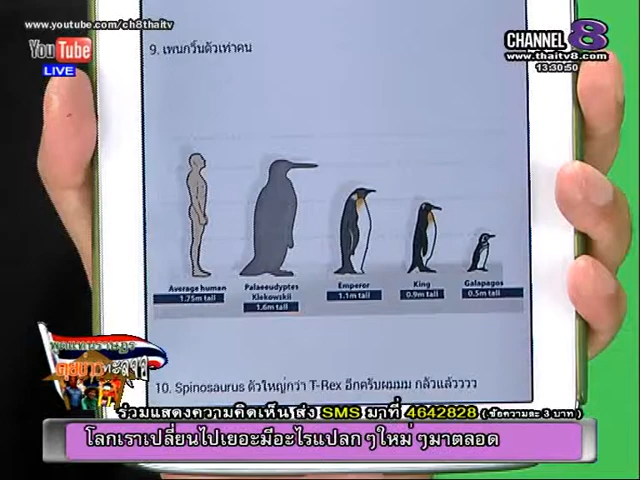 www.youtube.com/ch8thaitv
YouTube
LIVE
CHANNEL 8
www.thaitv8.com
13:30:50
9. เพนกวิ้นตัวเท่าคน
Average human
1.75m tall
Palaeeudyptes
Klekowskii
1.6m tall
Emperor
1.1m tall
King
0.9m tall
Galapagos
0.5m tall
10. Spinosaurus ตัวใหญ่กว่า T-Rex อีกครับผมมม กลัวแล้วววว
ร่วมแสดงความคิดเห็น ส่ง SMS มาที่ 4642828 ( ข้อความละ 3 บาท )
โลกเราเปลี่ยนไปเยอะมีอะไรแปลกๆใหม่ๆมาตลอด